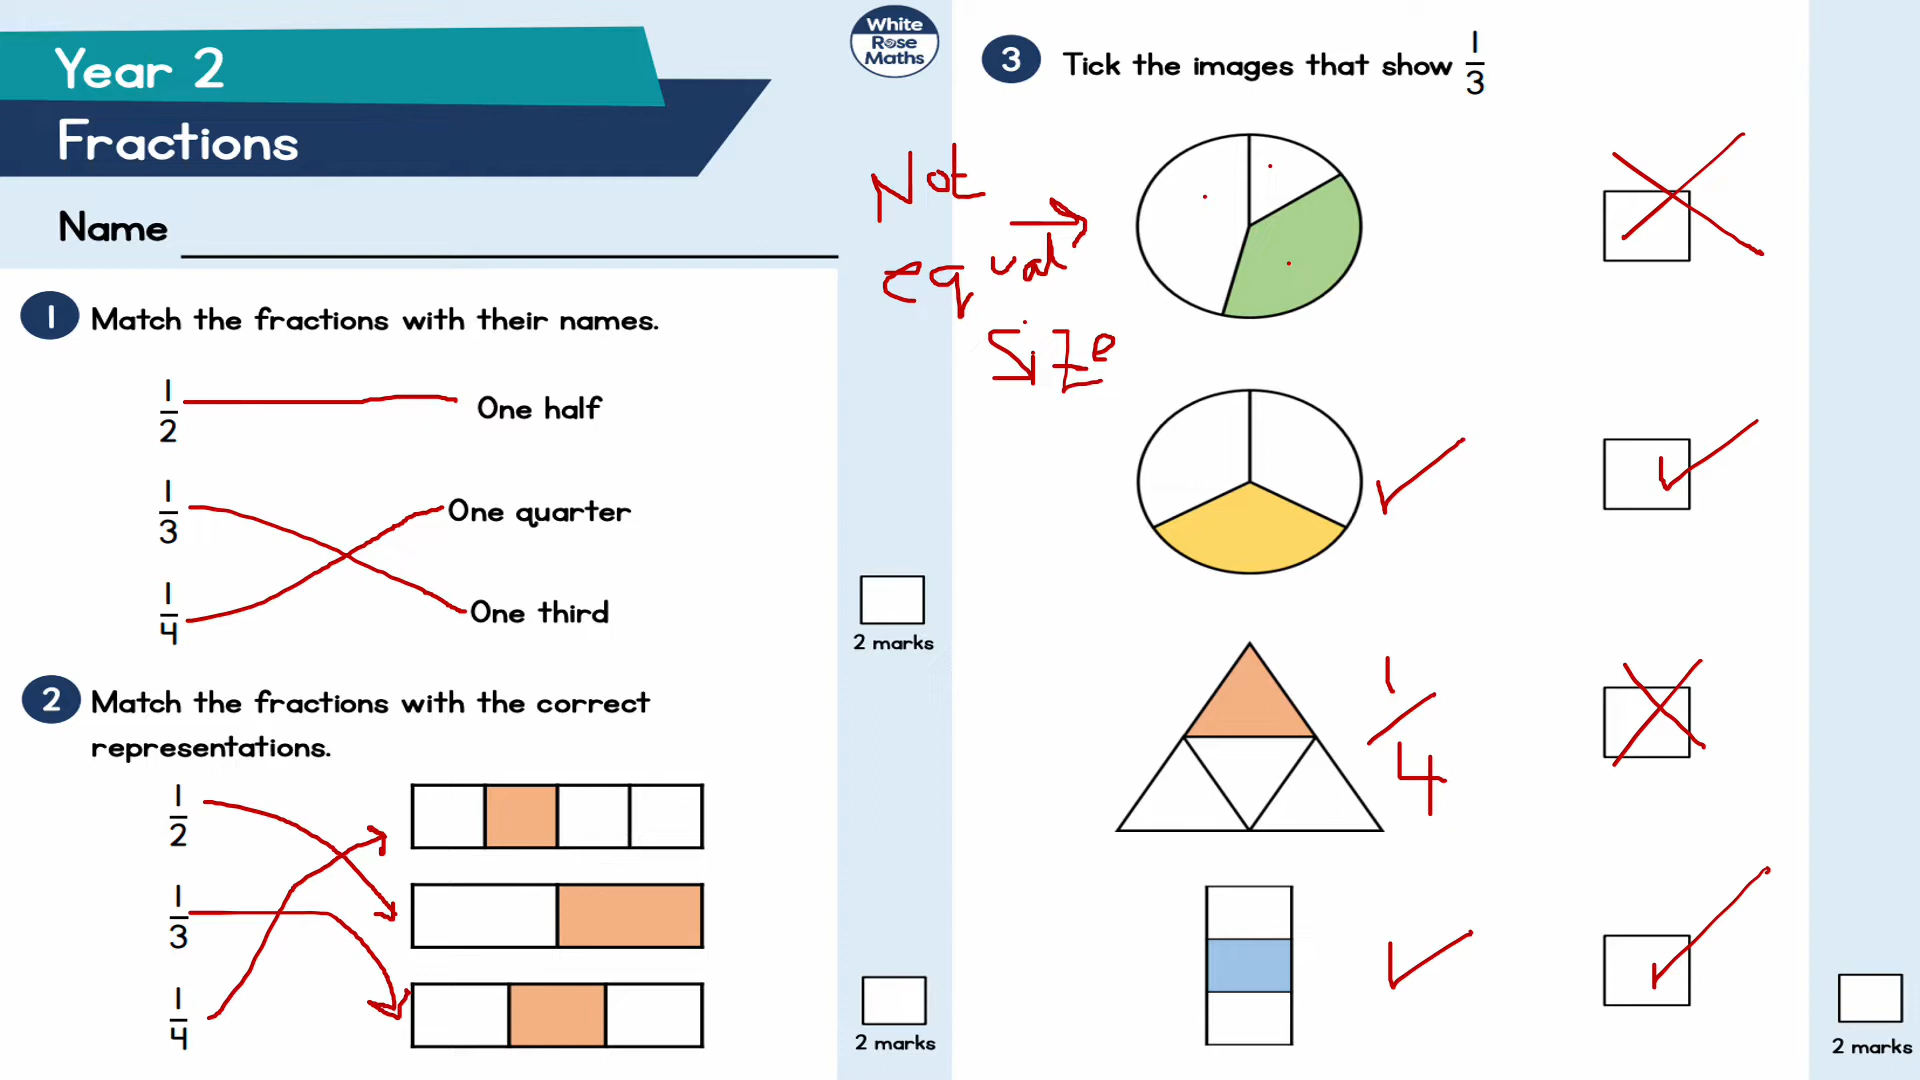 Year 2
Fractions
Name
White
Rose
Maths
1 Match the fractions with their names.
1/2 One half
1/3 One quarter
1/4 One third
2 marks
2 Match the fractions with the correct
representations.
1/2
1/3
1/4
2 marks
3 Tick the images that show 1/3
Not
equal
Size
1/4
2 marks